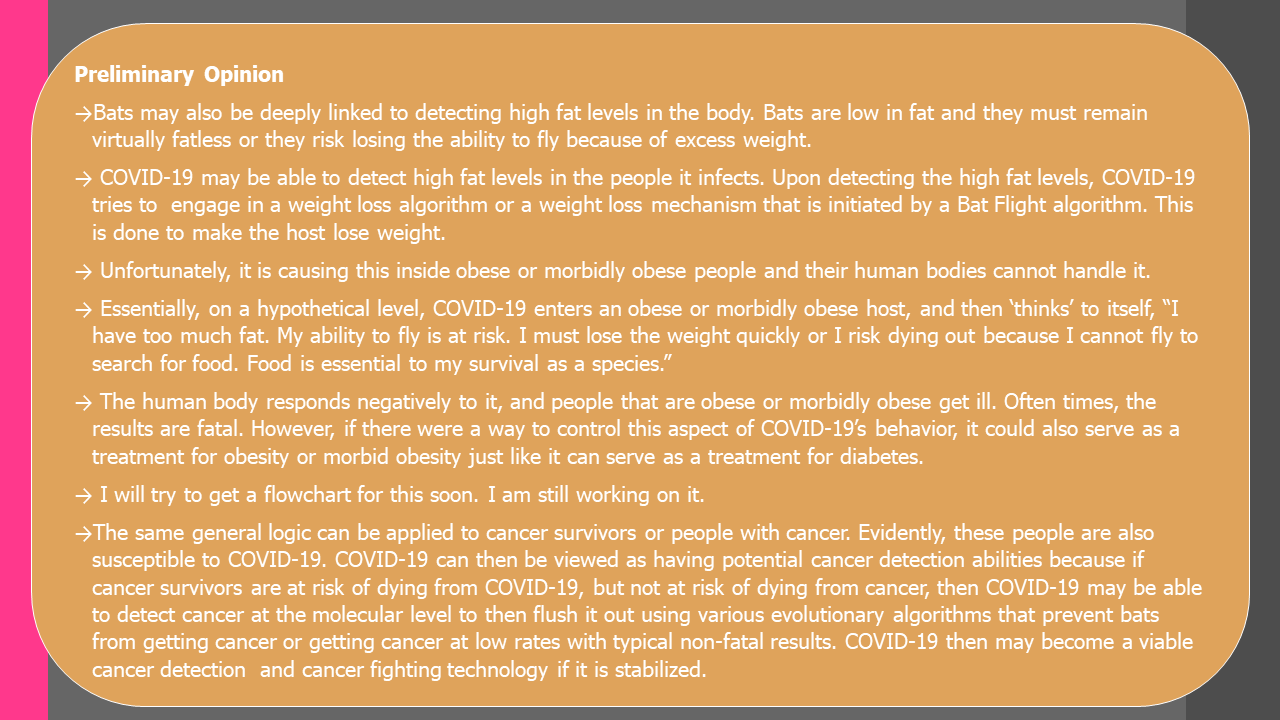 Preliminary Opinion
→Bats may also be deeply linked to detecting high fat levels in the body. Bats are low in fat and they must remain
virtually fatless or they risk losing the ability to fly because of excess weight.
→ COVID-19 may be able to detect high fat levels in the people it infects. Upon detecting the high fat levels, COVID-19
tries to  engage in a weight loss algorithm or a weight loss mechanism that is initiated by a Bat Flight algorithm. This
is done to make the host lose weight.
→ Unfortunately, it is causing this inside obese or morbidly obese people and their human bodies cannot handle it.
→ Essentially, on a hypothetical level, COVID-19 enters an obese or morbidly obese host, and then ‘thinks’ to itself, “I
have too much fat. My ability to fly is at risk. I must lose the weight quickly or I risk dying out because I cannot fly to
search for food. Food is essential to my survival as a species.”
→ The human body responds negatively to it, and people that are obese or morbidly obese get ill. Often times, the
results are fatal. However, if there were a way to control this aspect of COVID-19’s behavior, it could also serve as a
treatment for obesity or morbid obesity just like it can serve as a treatment for diabetes.
→ I will try to get a flowchart for this soon.  I am still working on it.
→The same general logic can be applied to cancer survivors or people with cancer. Evidently, these people are also
susceptible to COVID-19. COVID-19 can then be viewed as having potential cancer detection abilities because if
cancer survivors are at risk of dying from COVID-19, but not at risk of dying from cancer, then COVID-19 may be able
to detect cancer at the molecular level to then flush it out using various evolutionary algorithms that prevent bats
from getting cancer or getting cancer at low rates with typical non-fatal results. COVID-19 then may become a viable
cancer detection  and cancer fighting technology if it is stabilized.